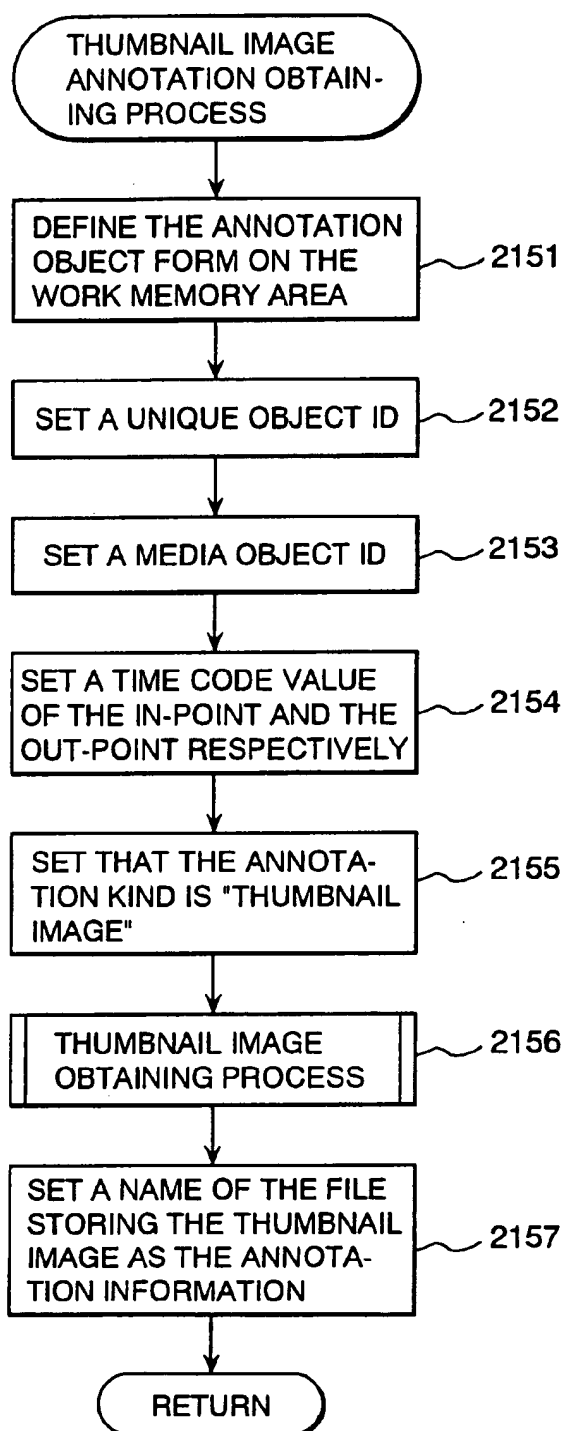 THUMBNAIL IMAGE
ANNOTATION OBTAIN-
ING PROCESS
DEFINE THE ANNOTATION
OBJECT FORM ON THE
WORK MEMORY AREA
2151
SET A UNIQUE OBJECT ID
2152
SET A MEDIA OBJECT ID
2153
SET A TIME CODE VALUE
OF THE IN-POINT AND THE
OUT-POINT RESPECTIVELY
2154
SET THAT THE ANNOTA-
TION KIND IS "THUMBNAIL
IMAGE"
2155
THUMBNAIL IMAGE
OBTAINING PROCESS
2156
SET A NAME OF THE FILE
STORING THE THUMBNAIL
IMAGE AS THE ANNOTA-
TION INFORMATION
2157
RETURN